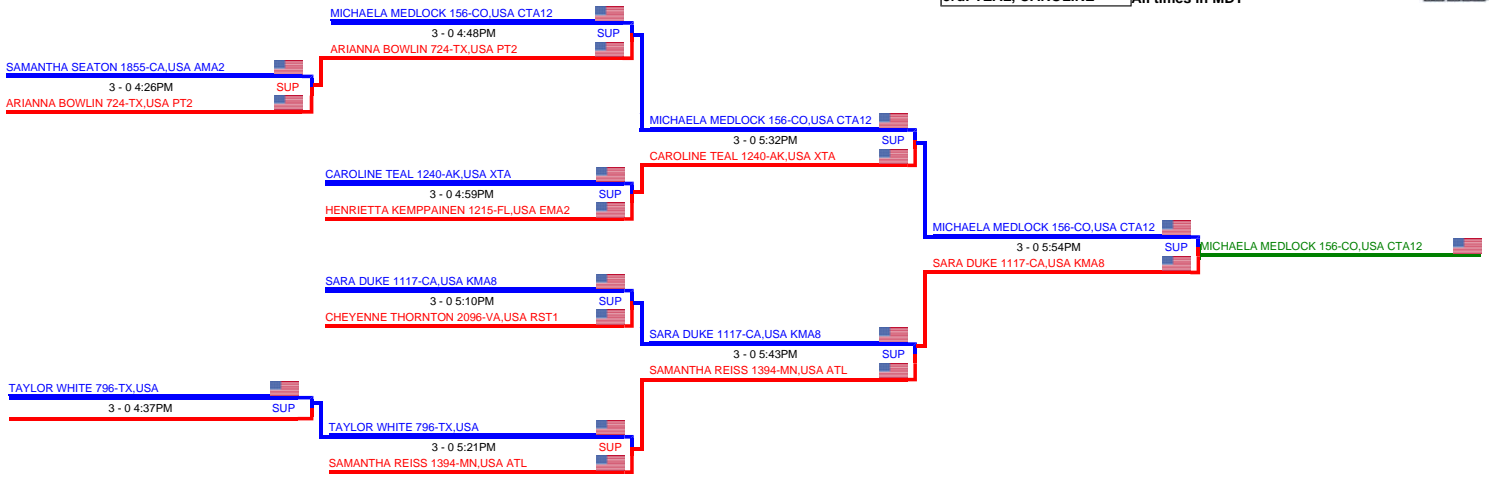 3rd: TEAL, CAROLINE
All times in MDT
MICHAELA MEDLOCK 156-CO,USA CTA12
3 - 0 4:48PM SUP
ARIANNA BOWLIN 724-TX,USA PT2
SAMANTHA SEATON 1855-CA,USA AMA2
3 - 0 4:26PM SUP
ARIANNA BOWLIN 724-TX,USA PT2
MICHAELA MEDLOCK 156-CO,USA CTA12
3 - 0 5:32PM SUP
CAROLINE TEAL 1240-AK,USA XTA
CAROLINE TEAL 1240-AK,USA XTA
3 - 0 4:59PM SUP
HENRIETTA KEMPPAINEN 1215-FL,USA EMA2
MICHAELA MEDLOCK 156-CO,USA CTA12
3 - 0 5:54PM SUP
MICHAELA MEDLOCK 156-CO,USA CTA12
SARA DUKE 1117-CA,USA KMA8
SARA DUKE 1117-CA,USA KMA8
3 - 0 5:10PM SUP
CHEYENNE THORNTON 2096-VA,USA RST1
SARA DUKE 1117-CA,USA KMA8
3 - 0 5:43PM SUP
SAMANTHA REISS 1394-MN,USA ATL
TAYLOR WHITE 796-TX,USA
3 - 0 4:37PM SUP
TAYLOR WHITE 796-TX,USA
3 - 0 5:21PM SUP
SAMANTHA REISS 1394-MN,USA ATL